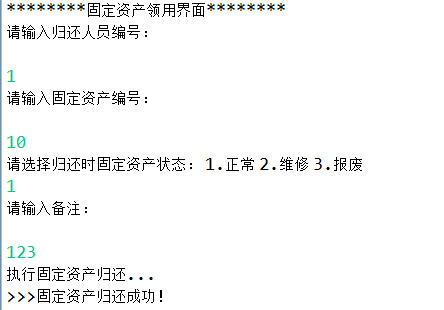 ********固定资产领用界面********
请输入归还人员编号：
1
请输入固定资产编号：
10
请选择归还时固定资产状态： 1.正常 2.维修 3.报废
1
请输入备注：
123
执行固定资产归还...
>>>固定资产归还成功!